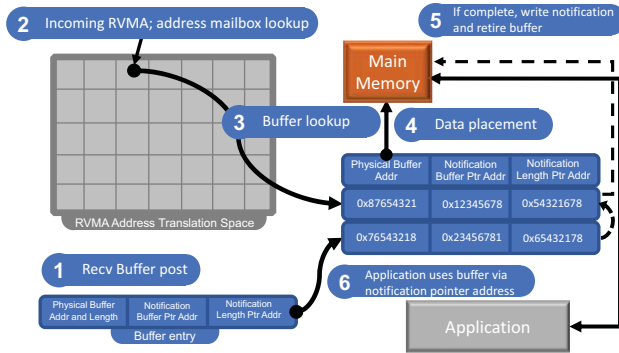 2 Incoming RVMA; address mailbox lookup
5 If complete, write notification
and retire buffer
Main
Memory
3 Buffer lookup
4 Data placement
Physical Buffer
Addr
Notification
Buffer Ptr Addr
Notification
Length Ptr Addr
0x87654321 0x12345678 0x54321678
0x76543218 0x23456781 0x65432178
RVMA Address Translation Space
1 Recv Buffer post
6 Application uses buffer via
notification pointer address
Physical Buffer
Addr and Length
Notification
Buffer Ptr Addr
Notification
Length Ptr Addr
Buffer entry
Application